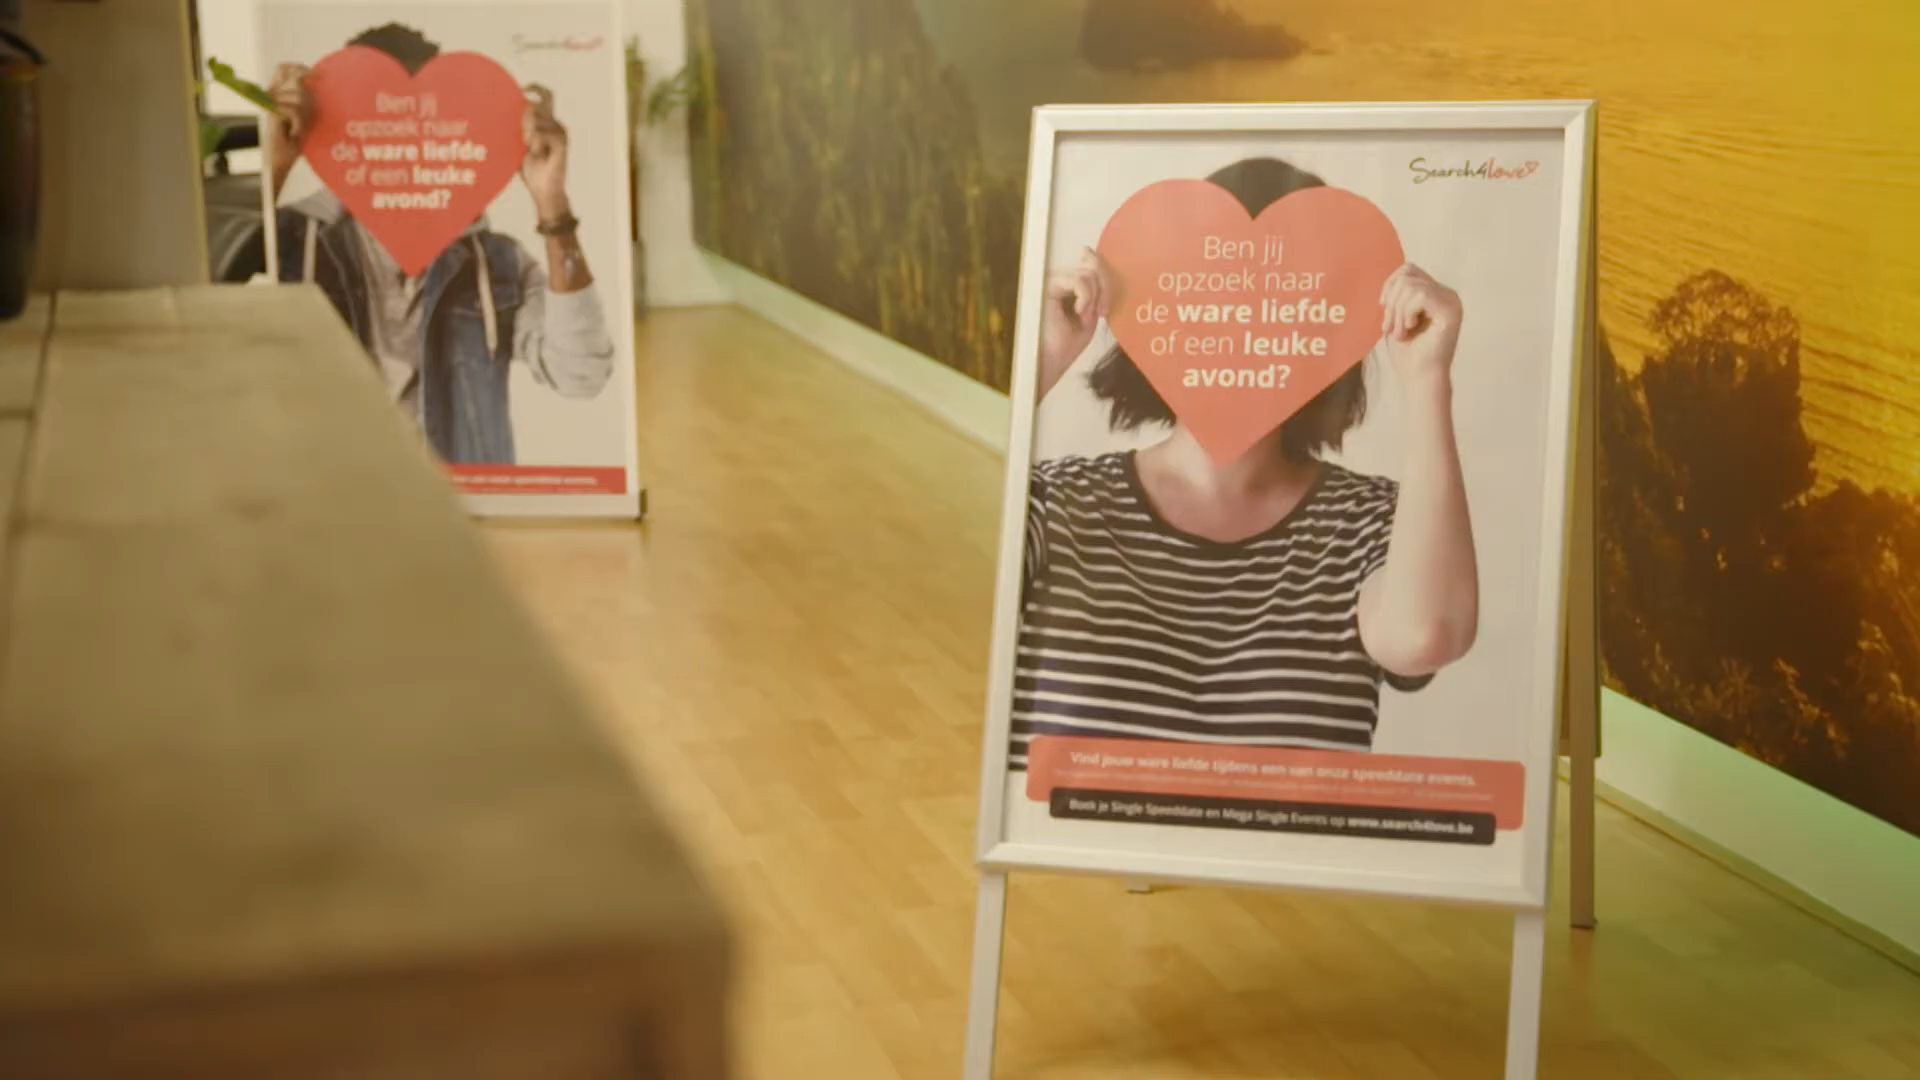 Search4love
Ben jij
opzoek naar
de ware liefde
of een leuke
avond?
Search4love
Ben jij
opzoek naar
de ware liefde
of een leuke
avond?
Vind jouw ware liefde tijdens een van onze speeddate events.
Boek je Single Speeddate en Mega Single Events op www.search4love.be